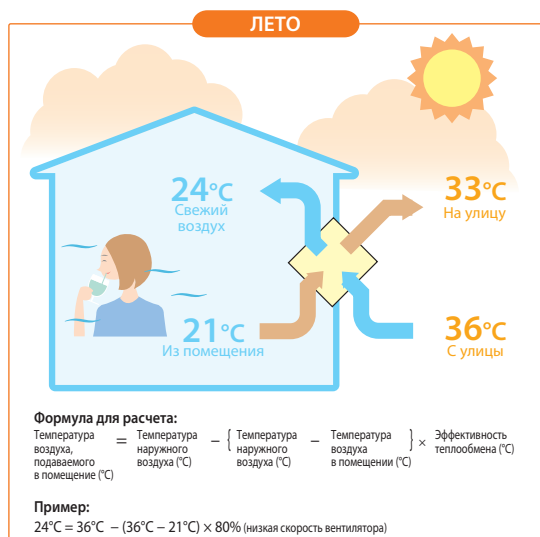 ЛЕТО
24°C
Свежий
воздух
33°C
На улицу
21°C
Из помещения
36°C
С улицы
Формула для расчета:
Температура воздуха, подаваемого в помещение (°C) = Температура наружного воздуха (°C) – { Температура наружного воздуха (°C) – Температура воздуха в помещении (°C) } × Эффективность теплообмена (°C)
Пример:
24°C = 36°C – (36°C – 21°C) × 80% (низкая скорость вентилятора)